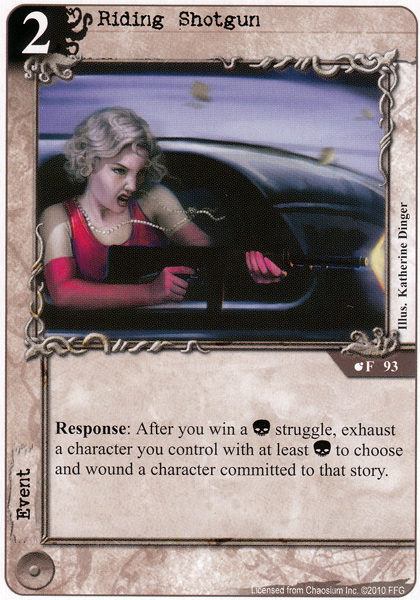 2
Riding Shotgun
Illus. Katherine Dinger
F 93
Response: After you win a struggle, exhaust
a character you control with at least to choose
and wound a character committed to that story.
Event
Licensed from Chaosium Inc. ©2010 FFG